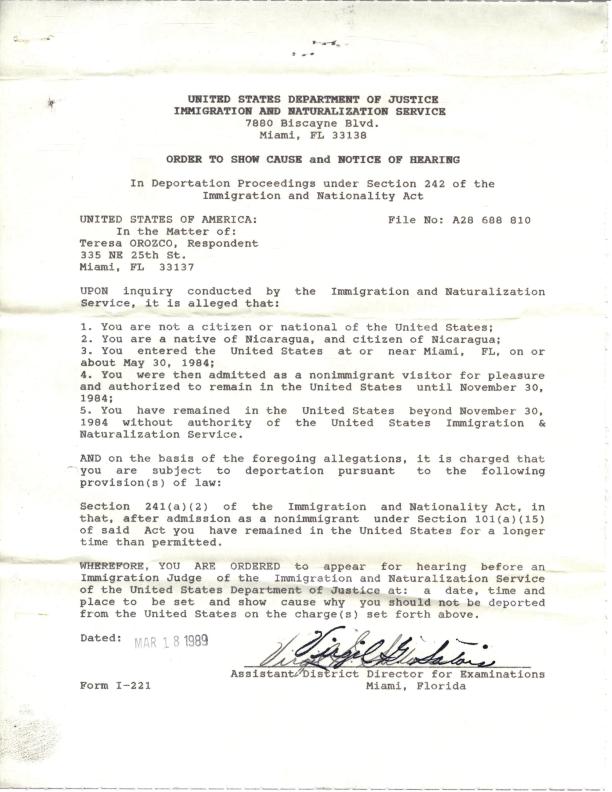 UNITED STATES DEPARTMENT OF JUSTICE
IMMIGRATION AND NATURALIZATION SERVICE
7880 Biscayne Blvd.
Miami, FL 33138
ORDER TO SHOW CAUSE and NOTICE OF HEARING
In Deportation Proceedings under Section 242 of the
Immigration and Nationality Act
UNITED STATES OF AMERICA: File No: A28 688 810
In the Matter of:
Teresa OROZCO, Respondent
335 NE 25th St.
Miami, FL 33137
UPON inquiry conducted by the Immigration and Naturalization
Service, it is alleged that:
1. You are not a citizen or national of the United States;
2. You are a native of Nicaragua, and citizen of Nicaragua;
3. You entered the United States at or near Miami, FL, on or
about May 30, 1984;
4. You were then admitted as a nonimmigrant visitor for pleasure
and authorized to remain in the United States until November 30,
1984;
5. You have remained in the United States beyond November 30,
1984 without authority of the United States Immigration &
Naturalization Service.
AND on the basis of the foregoing allegations, it is charged that
you are subject to deportation pursuant to the following
provision(s) of law:
Section 241(a)(2) of the Immigration and Nationality Act, in
that, after admission as a nonimmigrant under Section 101(a)(15)
of said Act you have remained in the United States for a longer
time than permitted.
WHEREFORE, YOU ARE ORDERED to appear for hearing before an
Immigration Judge of the Immigration and Naturalization Service
of the United States Department of Justice at: a date, time and
place to be set and show cause why you should not be deported
from the United States on the charge(s) set forth above.
Dated: MAR 18 1989
Virgil
Assistant District Director for Examinations
Form I-221 Miami, Florida